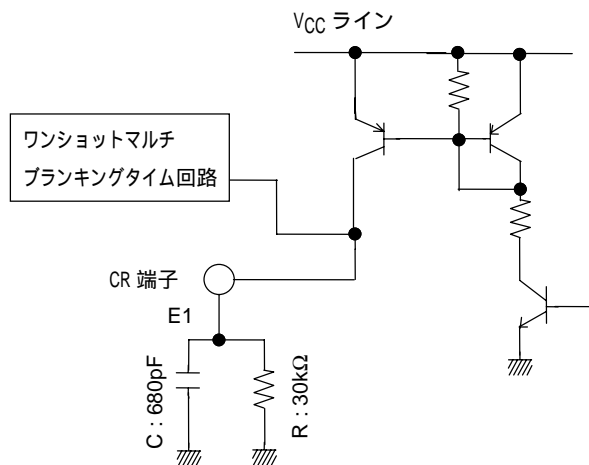 VCC ライン
ワンショットマルチ
ブランキングタイム回路
CR 端子
E1
C : 680pF
R : 30kΩ